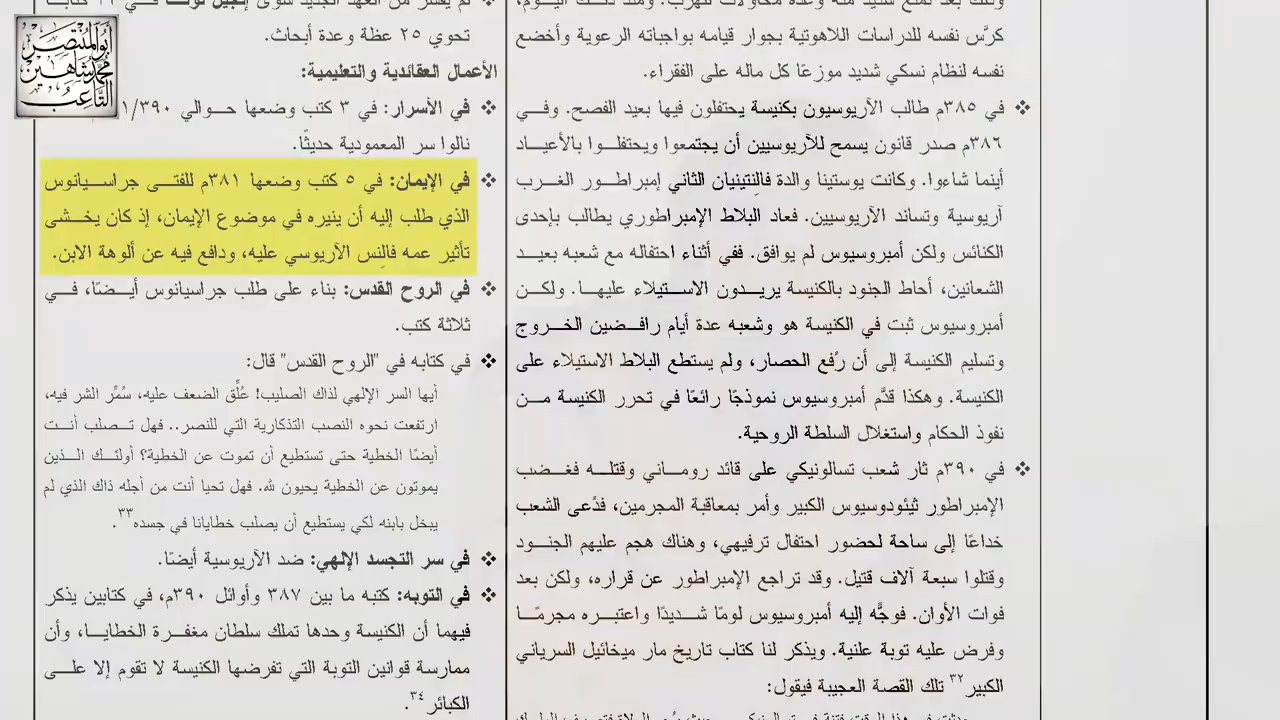 كرَّس نفسه للدراسات اللاهوتية بجوار قيامه بواجباته الرعوية وأخضع
نفسه لنظام نسكي شديد موزعًا كل ماله على الفقراء.
❖ في ٣٨٥م طالب الآريوسيون بكنيسة يحتفلون فيها بعيد الفصح. وفي
٣٨٦م صدر قانون يسمح للآريوسيين أن يجتمعوا ويحتفلوا بالأعياد
أينما شاءوا. وكانت يوستينا والدة فالِنتينيان الثاني إمبراطور الغرب
آريوسية وتساند الآريوسيين. فعاد البلاط الإمبراطوري يطالب بإحدى
الكنائس ولكن أمبروسيوس لم يوافق. ففي أثناء احتفاله مع شعبه بعيد
الشعانين، أحاط الجنود بالكنيسة يريدون الاستيلاء عليها. ولكن
أمبروسيوس ثبت في الكنيسة هو وشعبه عدة أيام رافضين الخروج
وتسليم الكنيسة إلى أن رُفع الحصار، ولم يستطع البلاط الاستيلاء على
الكنيسة. وهكذا قدَّم أمبروسيوس نموذجًا رائعًا في تحرر الكنيسة من
نفوذ الحكام واستغلال السلطة الروحية.
❖ في ٣٩٠م ثار شعب تسالونيكي على قائد روماني وقتله فغضب
الإمبراطور ثيئودوسيوس الكبير وأمر بمعاقبة المجرمين، فدُعى الشعب
خداعًا إلى ساحة لحضور احتفال ترفيهي، وهناك هجم عليهم الجنود
وقتلوا سبعة آلاف قتيل. وقد تراجع الإمبراطور عن قراره، ولكن بعد
فوات الأوان. فوجَّه إليه أمبروسيوس لومًا شديدًا واعتبره مجرمًا
وفرض عليه توبة علنية. ويذكر لنا كتاب تاريخ مار ميخائيل السرياني
الكبير٣٢ تلك القصة العجيبة فيقول:
تحوي ٢٥ عظة وعدة أبحاث.
الأعمال العقائدية والتعليمية:
❖ في الأسرار: في ٣ كتب وضعها حوالي ١/٣٩٠
نالوا سر المعمودية حديثًا.
❖ في الإيمان: في ٥ كتب وضعها ٣٨١م للفتى جراسيانوس
الذي طلب إليه أن ينيره في موضوع الإيمان، إذ كان يخشى
تأثير عمه فالِنِس الآريوسي عليه، ودافع فيه عن ألوهة الابن.
❖ في الروح القدس: بناء على طلب جراسيانوس أيضًا، في
ثلاثة كتب.
❖ في كتابه في "الروح القدس" قال:
أيها السر الإلهي لذاك الصليب! عُلِّق الضعف عليه، سُمِّر الشر فيه،
ارتفعت نحوه النصب التذكارية التي للنصر.. فهل تصلب أنت
أيضًا الخطية حتى تستطيع أن تموت عن الخطية؟ أولئك الذين
يموتون عن الخطية يحيون لله. فهل تحيا أنت من أجله ذاك الذي لم
يبخل بابنه لكي يستطيع أن يصلب خطايانا في جسده٣٣.
❖ في سر التجسد الإلهي: ضد الآريوسية أيضًا.
❖ في التوبه: كتبه ما بين ٣٨٧ وأوائل ٣٩٠م، في كتابين يذكر
فيهما أن الكنيسة وحدها تملك سلطان مغفرة الخطايا، وأن
ممارسة قوانين التوبة التي تفرضها الكنيسة لا تقوم إلا على
الكبائر٣٤.